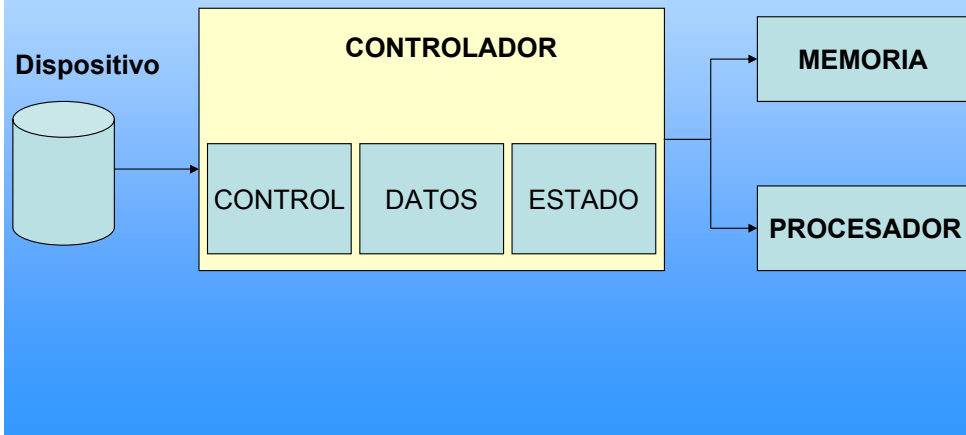 CONTROLADOR
Dispositivo
MEMORIA
CONTROL
DATOS
ESTADO
PROCESADOR